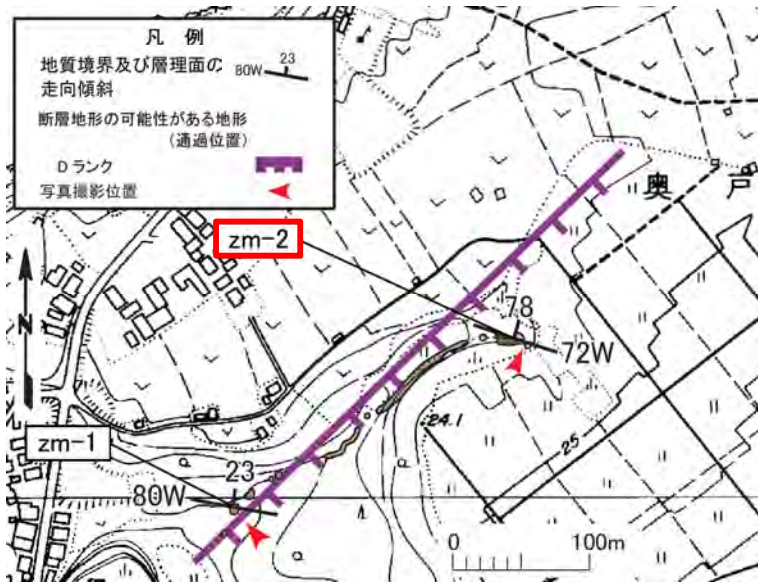 凡 例
地質境界及び層理面の
走向傾斜
80W 23
断層地形の可能性がある地形
(通過位置)
Dランク
写真撮影位置
奥 戸
zm-2
78
72W
N
24.1
25
zm-1
23
80W
0 100m